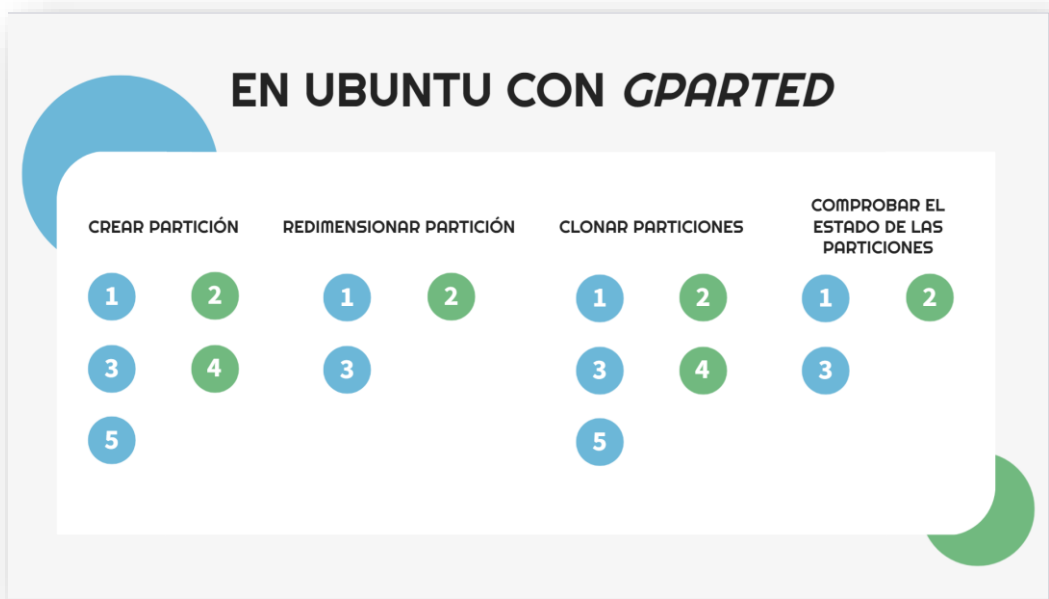 EN UBUNTU CON GPARTED
CREAR PARTICIÓN
1 2
3 4
5
REDIMENSIONAR PARTICIÓN
1 2
3
CLONAR PARTICIONES
1 2
3 4
5
COMPROBAR EL
ESTADO DE LAS
PARTICIONES
1 2
3